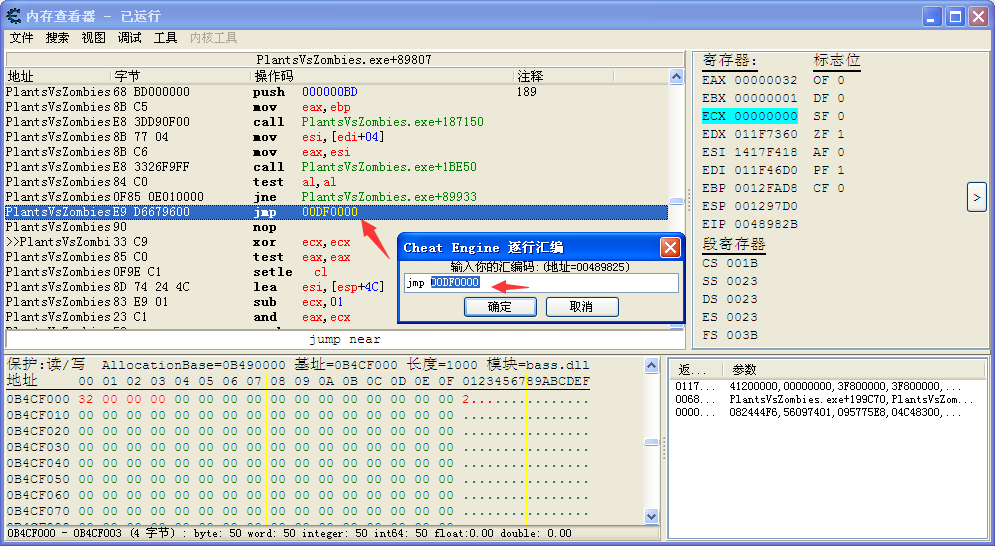 内存查看器 - 已运行
文件 搜索 视图 调试 工具 内核工具
PlantsVsZombies.exe+89807
地址 字节 操作码 注释
PlantsVsZombies 68 BD000000 push 000000BD 189
PlantsVsZombies 8B C5 mov eax,ebp
PlantsVsZombies E8 3DD90F00 call PlantsVsZombies.exe+187150
PlantsVsZombies 8B 77 04 mov esi,[edi+04]
PlantsVsZombies 8B C6 mov eax,esi
PlantsVsZombies E8 3326F9FF call PlantsVsZombies.exe+1BE50
PlantsVsZombies 84 C0 test al,al
PlantsVsZombies 0F85 0E010000 jne PlantsVsZombies.exe+89933
PlantsVsZombies E9 D6679600 jmp 00DF0000
PlantsVsZombies 90 nop
>>PlantsVsZombi 33 C9 xor ecx,ecx
PlantsVsZombies 85 C0 test eax,eax
PlantsVsZombies 0F9E C1 setle cl
PlantsVsZombies 8D 74 24 4C lea esi,[esp+4C]
PlantsVsZombies 83 E9 01 sub ecx,01
PlantsVsZombies 23 C1 and eax,ecx
jump near
Cheat Engine 逐行汇编
输入你的汇编码:(地址=00489825)
jmp 00DF0000
确定 取消
寄存器: 标志位
EAX 00000032 OF 0
EBX 00000001 DF 0
ECX 00000000 SF 0
EDX 011F7360 ZF 1
ESI 1417F418 AF 0
EDI 011F46D0 PF 1
EBP 0012FAD8 CF 0
ESP 001297D0
EIP 0048982B
段寄存器
CS 001B
SS 0023
DS 0023
ES 0023
FS 003B
>
保护:读/写 AllocationBase=0B490000 基址=0B4CF000 长度=1000 模块=bass.dll
地址 00 01 02 03 04 05 06 07 08 09 0A 0B 0C 0D 0E 0F 0123456789ABCDEF
0B4CF000 32 00 00 00 00 00 00 00 00 00 00 00 00 00 00 00 2...............
0B4CF010 00 00 00 00 00 00 00 00 00 00 00 00 00 00 00 00 ................
0B4CF020 00 00 00 00 00 00 00 00 00 00 00 00 00 00 00 00 ................
0B4CF030 00 00 00 00 00 00 00 00 00 00 00 00 00 00 00 00 ................
0B4CF040 00 00 00 00 00 00 00 00 00 00 00 00 00 00 00 00 ................
0B4CF050 00 00 00 00 00 00 00 00 00 00 00 00 00 00 00 00 ................
0B4CF060 00 00 00 00 00 00 00 00 00 00 00 00 00 00 00 00 ................
0B4CF070 00 00 00 00 00 00 00 00 00 00 00 00 00 00 00 00 ................
0B4CF000 - 0B4CF003 (4 字节) : byte: 50 word: 50 integer: 50 int64: 50 float:0.00 double: 0.00
返... 参数
0117... 41200000,00000000,3F800000,3F800000,...
0068... PlantsVsZombies.exe+199C70,PlantsVsZom...
0000... 082444F6,56097401,095775E8,04C48300,...